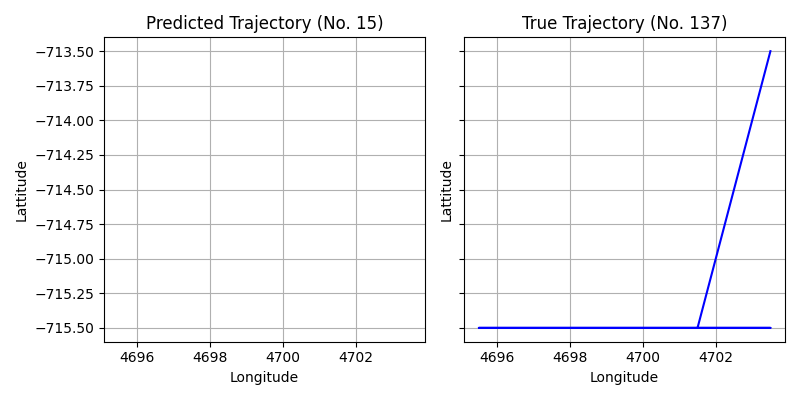 Predicted Trajectory (No. 15)
True Trajectory (No. 137)
−713.50
−713.75
−714.00
−714.25
−714.50
−714.75
−715.00
−715.25
−715.50
Lattitude
Lattitude
4696 4698 4700 4702
4696 4698 4700 4702
Longitude
Longitude